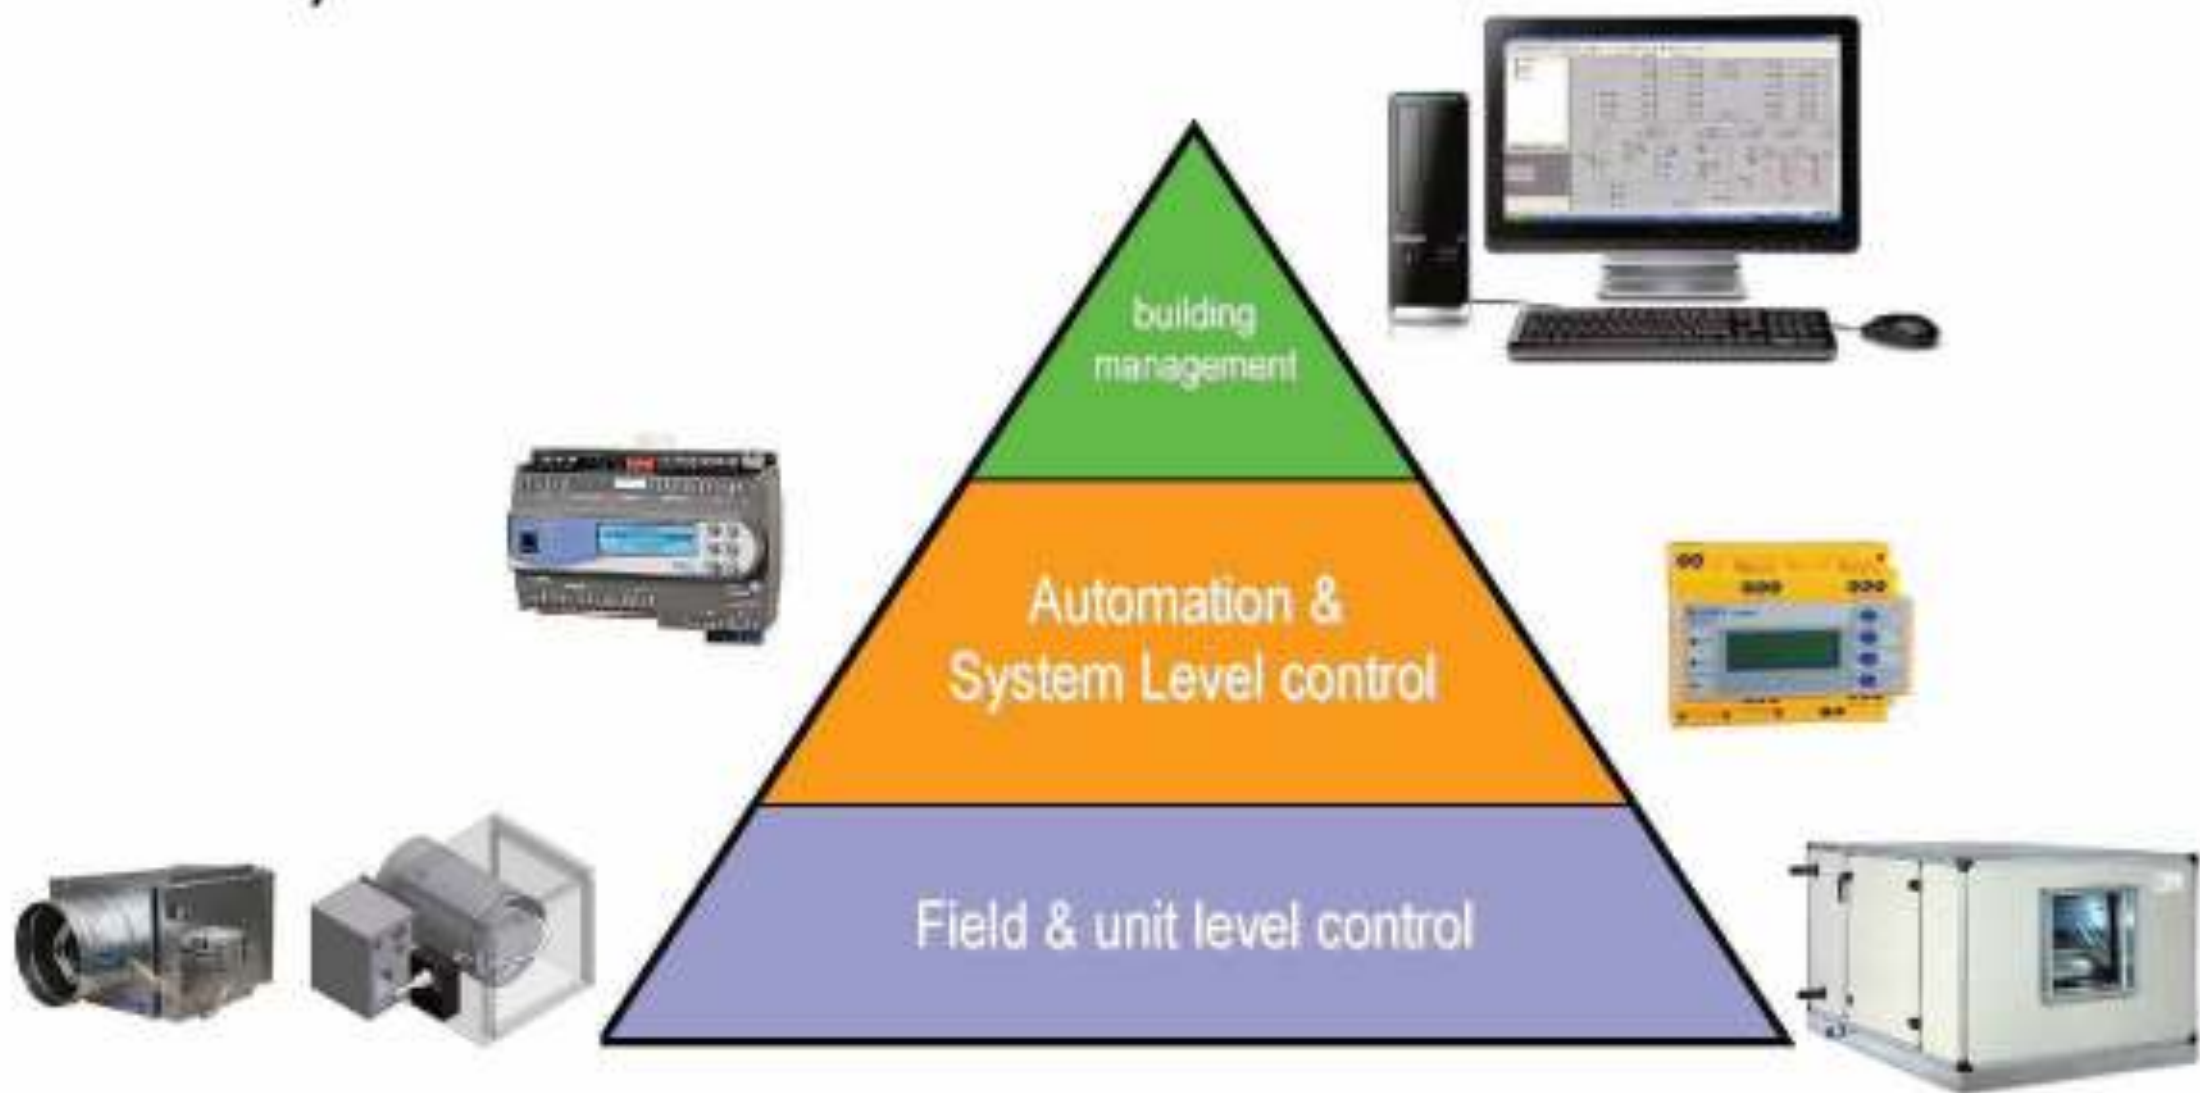 building
management
Automation &
System Level control
Field & unit level control